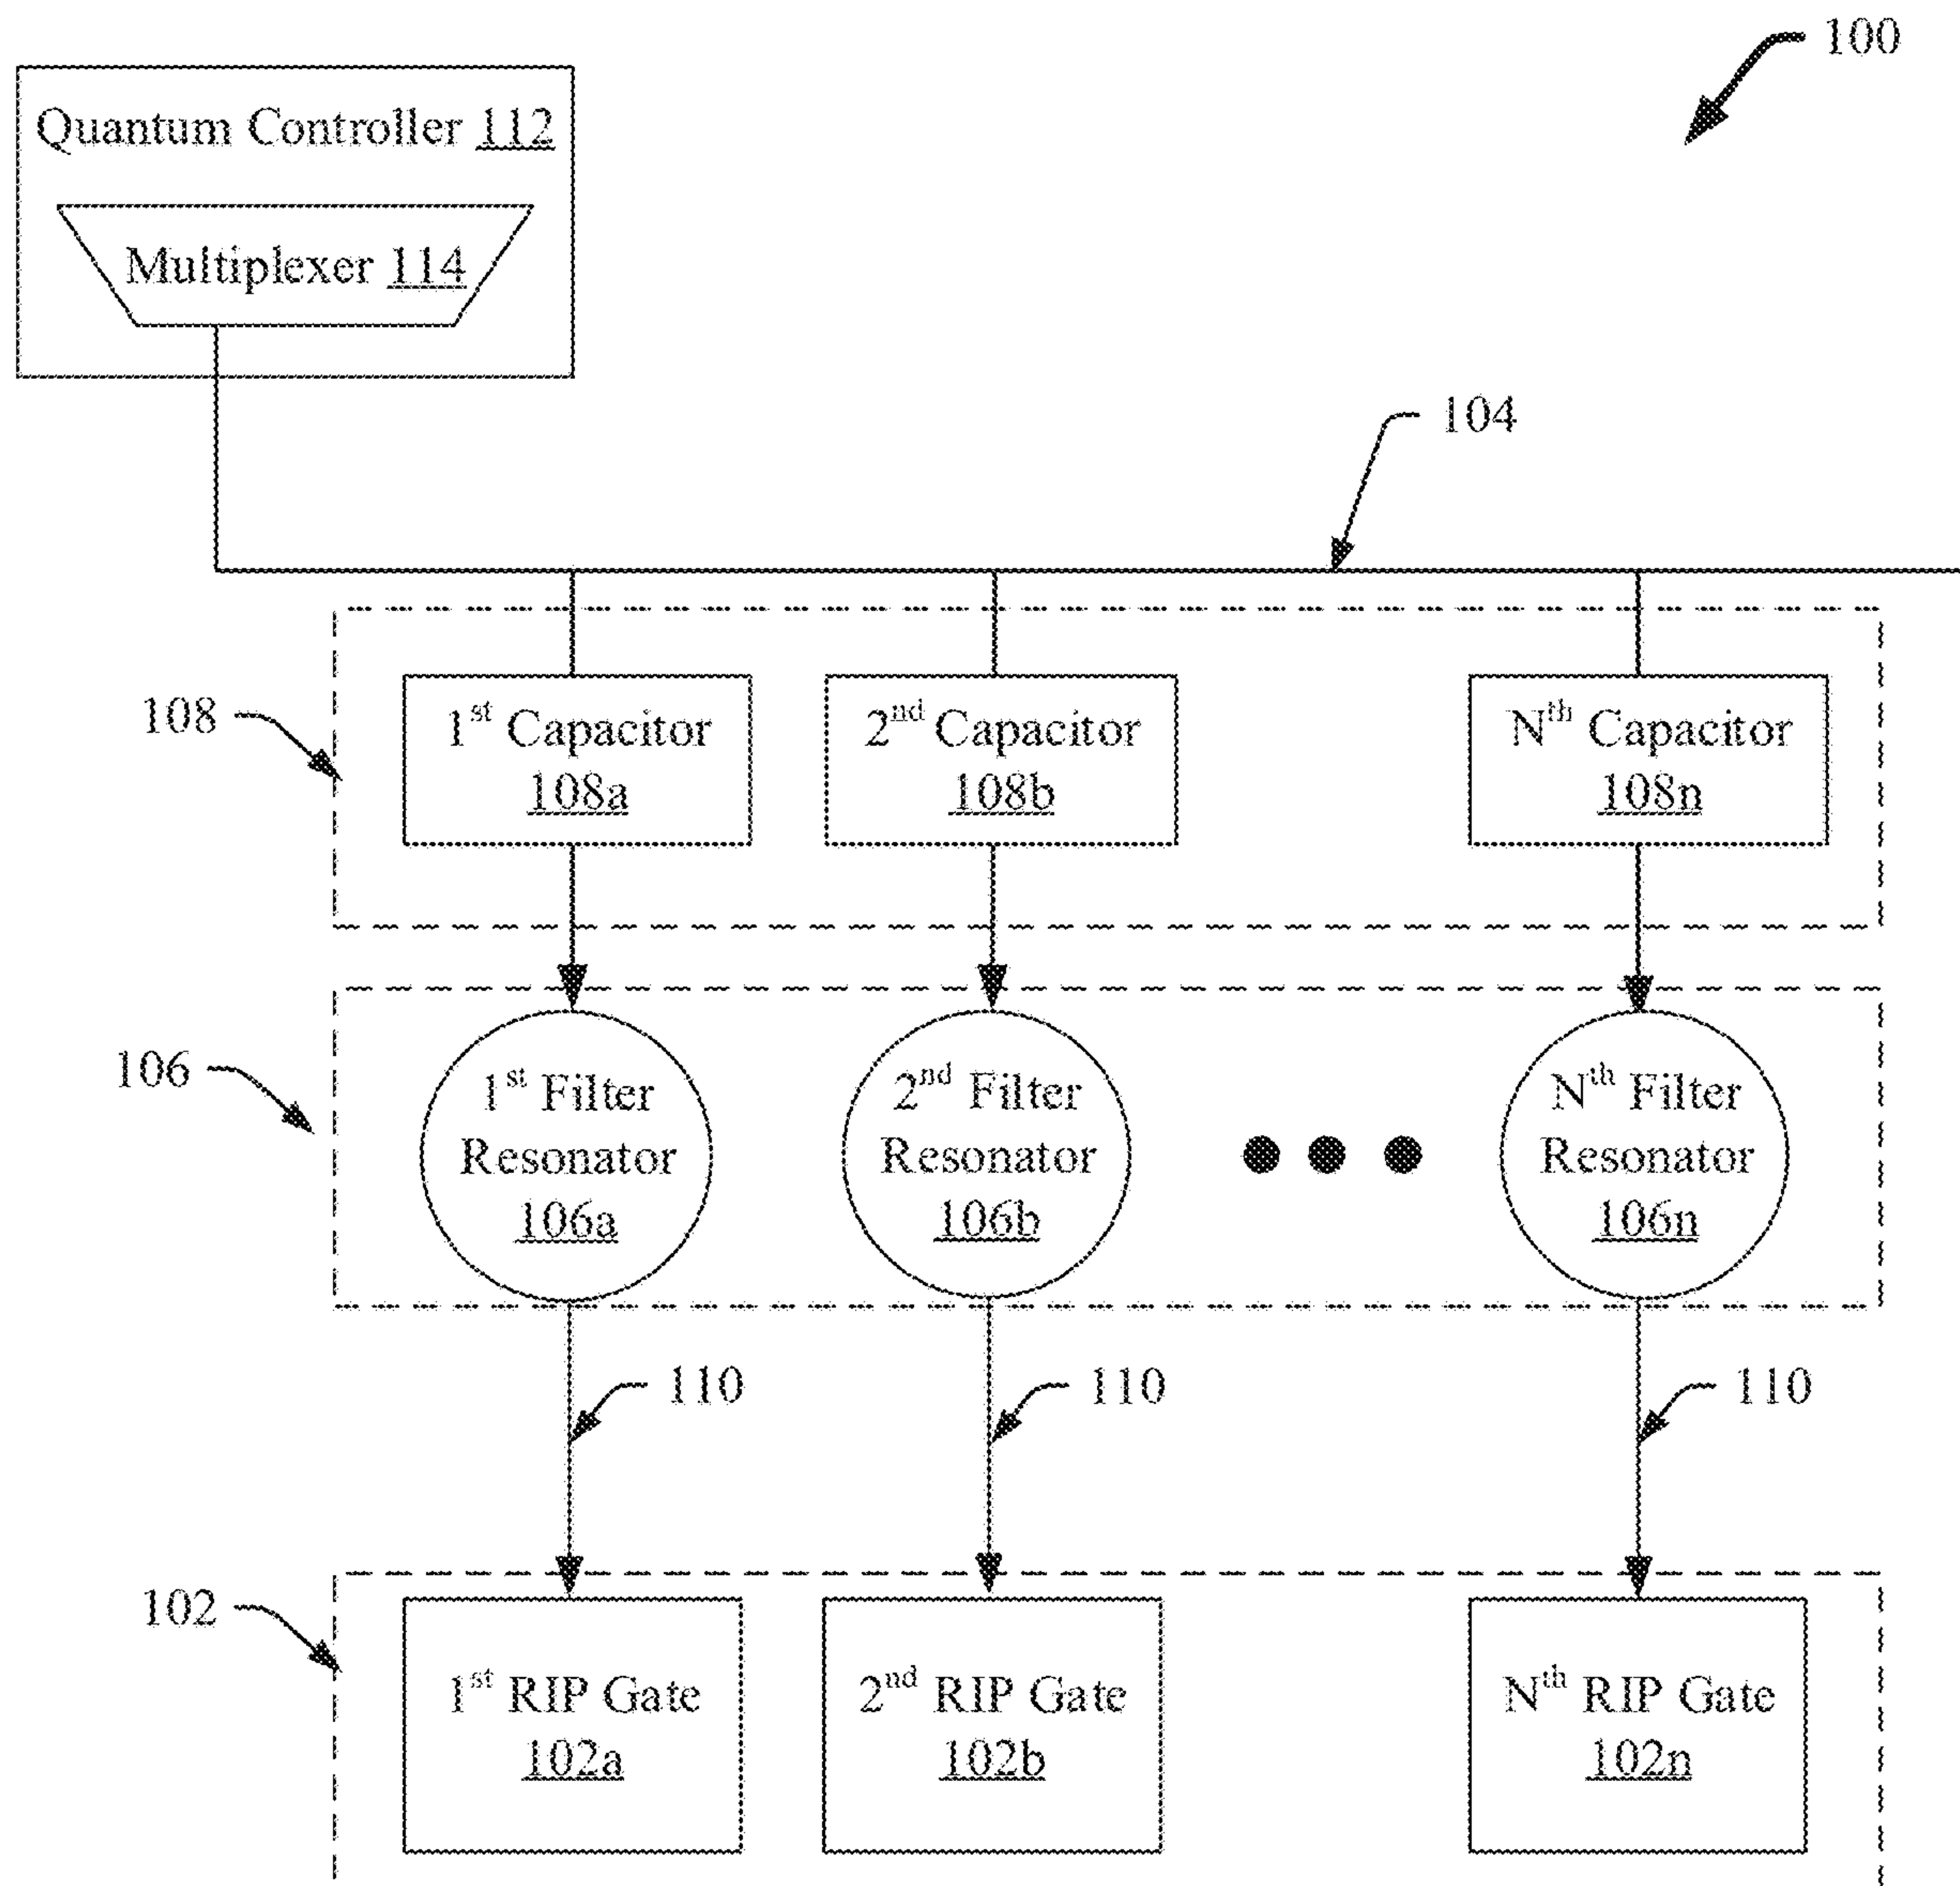 100
Quantum Controller 112
Multiplexer 114
104
108
1st Capacitor
108a
2nd Capacitor
108b
Nth Capacitor
108n
106
1st Filter
Resonator
106a
2nd Filter
Resonator
106b
Nth Filter
Resonator
106n
110
110
110
102
1st RIP Gate
102a
2nd RIP Gate
102b
Nth RIP Gate
102n